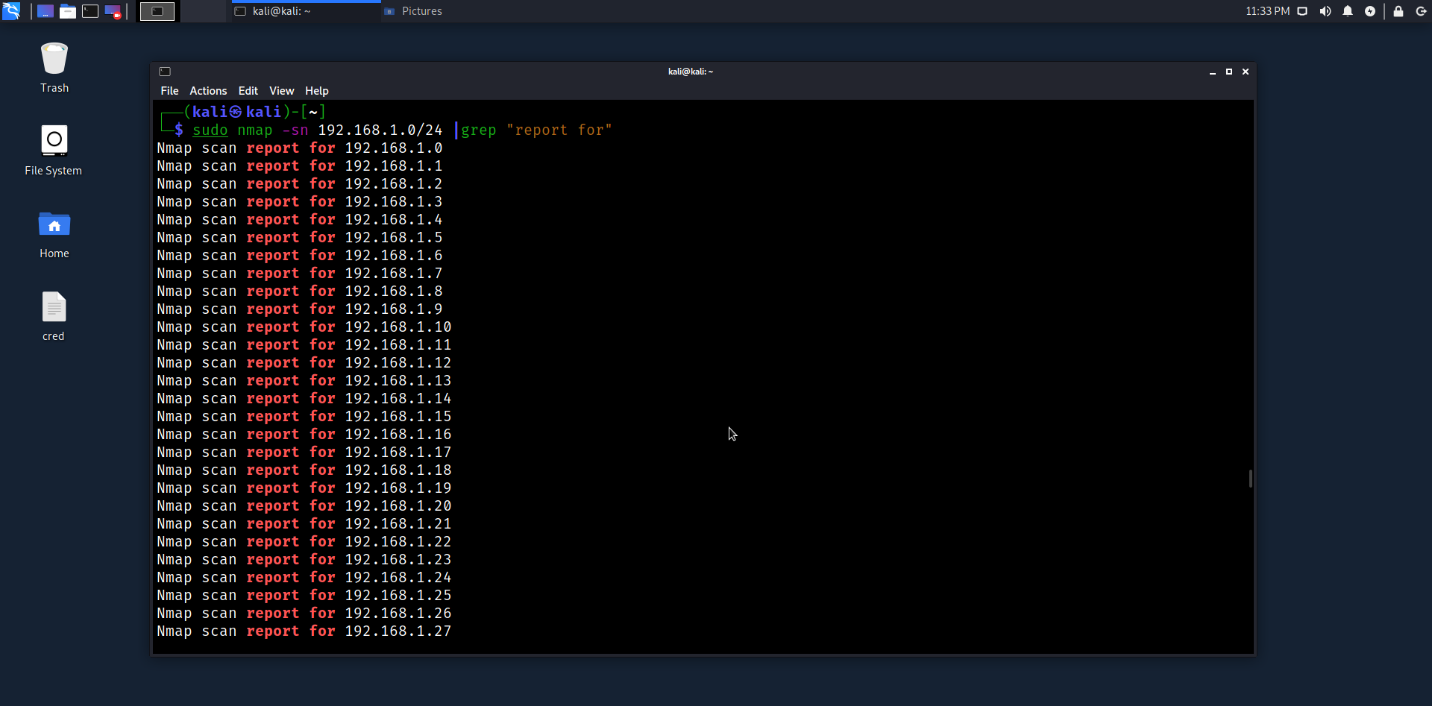 kali@kali: ~
Pictures
11:33 PM
Trash
File System
Home
cred
kali@kali: ~
File Actions Edit View Help
┌──(kali㉿kali)-[~]
└─$ sudo nmap -sn 192.168.1.0/24 |grep "report for"
Nmap scan report for 192.168.1.0
Nmap scan report for 192.168.1.1
Nmap scan report for 192.168.1.2
Nmap scan report for 192.168.1.3
Nmap scan report for 192.168.1.4
Nmap scan report for 192.168.1.5
Nmap scan report for 192.168.1.6
Nmap scan report for 192.168.1.7
Nmap scan report for 192.168.1.8
Nmap scan report for 192.168.1.9
Nmap scan report for 192.168.1.10
Nmap scan report for 192.168.1.11
Nmap scan report for 192.168.1.12
Nmap scan report for 192.168.1.13
Nmap scan report for 192.168.1.14
Nmap scan report for 192.168.1.15
Nmap scan report for 192.168.1.16
Nmap scan report for 192.168.1.17
Nmap scan report for 192.168.1.18
Nmap scan report for 192.168.1.19
Nmap scan report for 192.168.1.20
Nmap scan report for 192.168.1.21
Nmap scan report for 192.168.1.22
Nmap scan report for 192.168.1.23
Nmap scan report for 192.168.1.24
Nmap scan report for 192.168.1.25
Nmap scan report for 192.168.1.26
Nmap scan report for 192.168.1.27